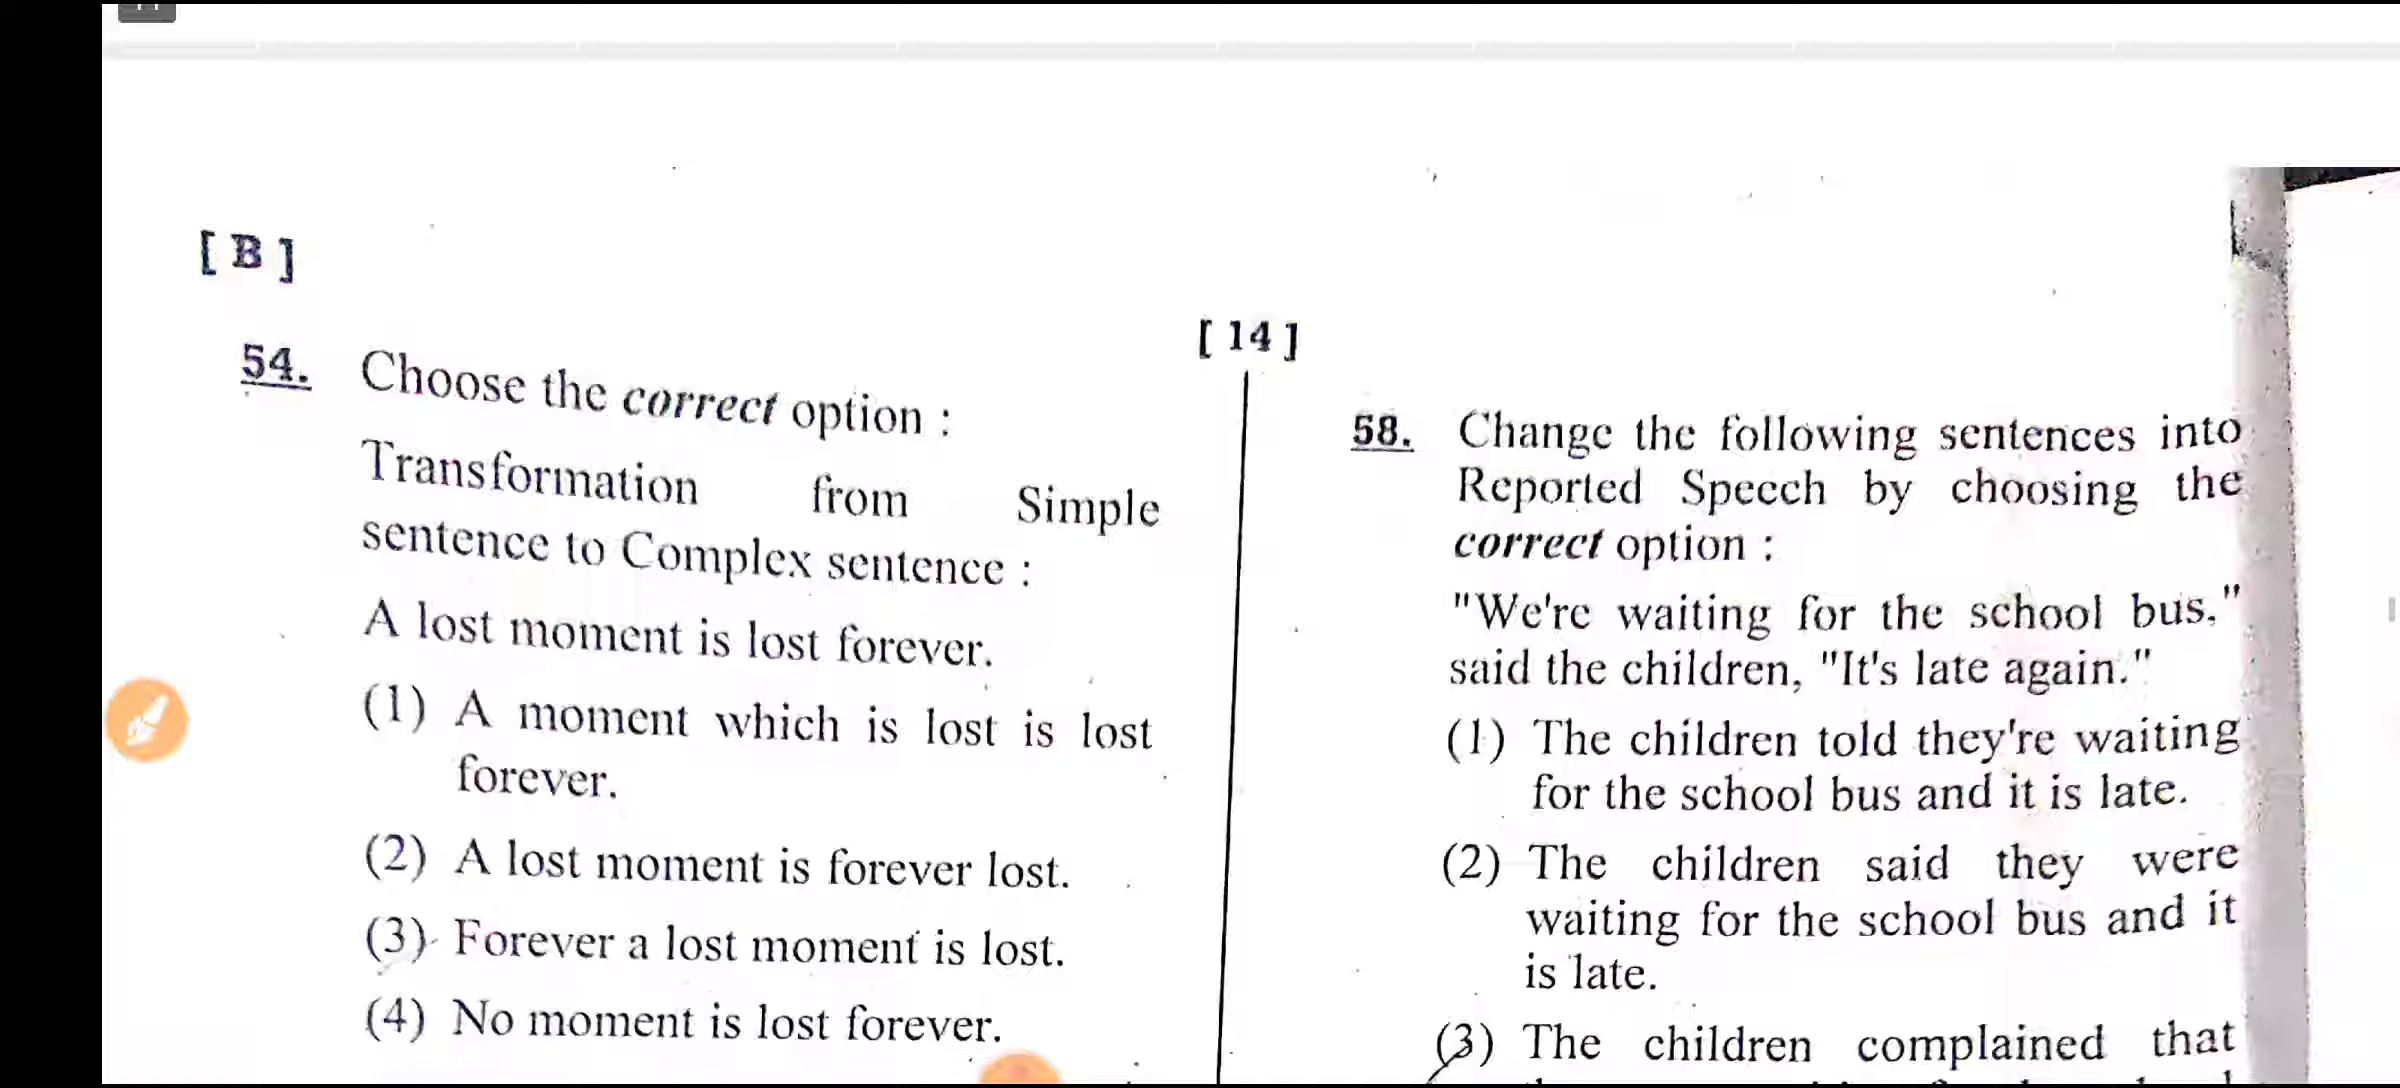 [ B ]
[ 14 ]
54. Choose the correct option :
Transformation from Simple
sentence to Complex sentence :
A lost moment is lost forever.
(1) A moment which is lost is lost
forever.
(2) A lost moment is forever lost.
(3) Forever a lost moment is lost.
(4) No moment is lost forever.
58. Change the following sentences into
Reported Speech by choosing the
correct option :
"We're waiting for the school bus."
said the children, "It's late again."
(1) The children told they're waiting
for the school bus and it is late.
(2) The children said they were
waiting for the school bus and it
is late.
(3) The children complained that